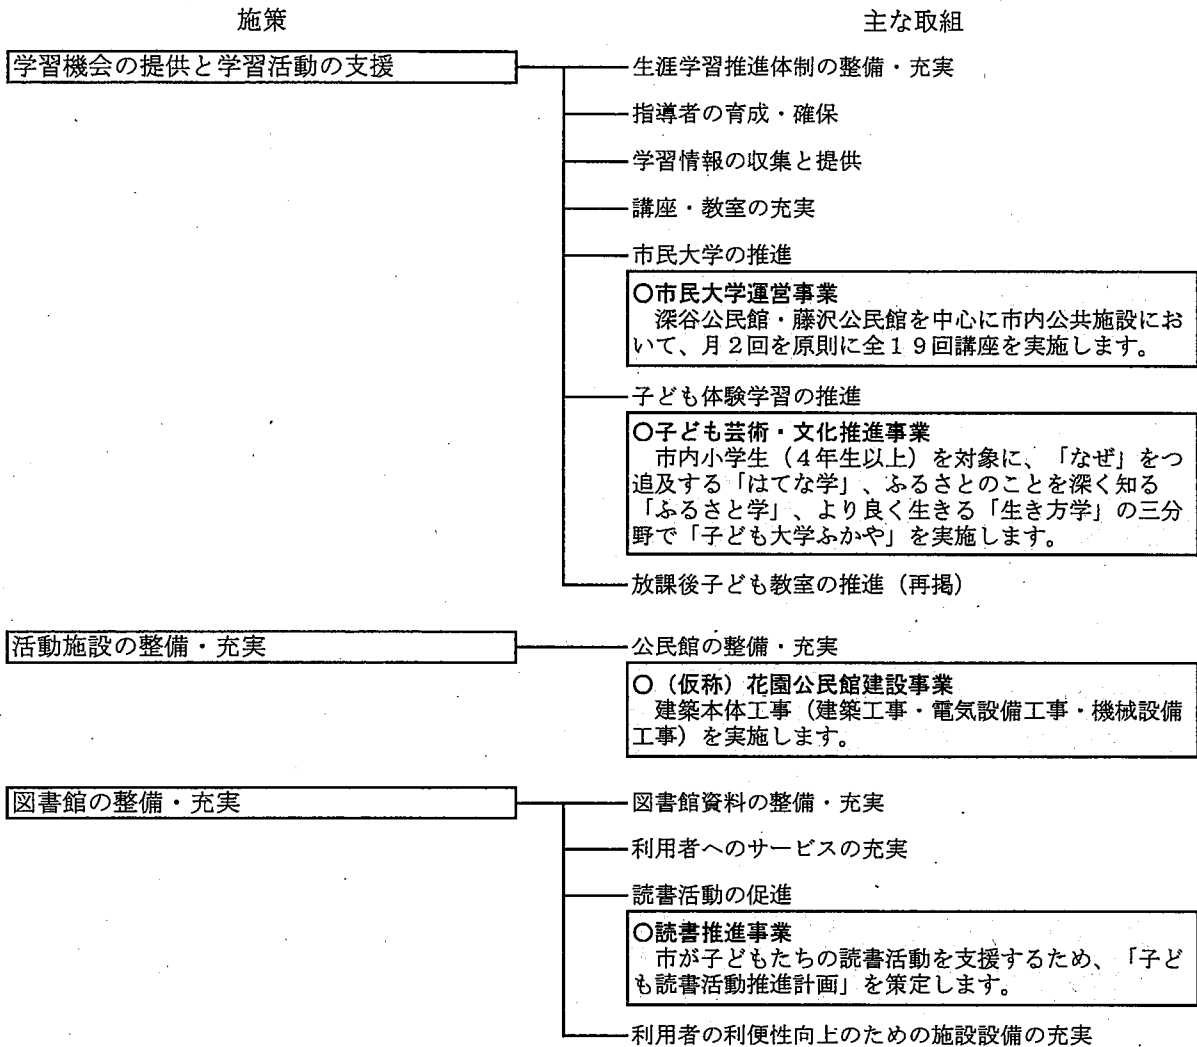 施策
主な取組
学習機会の提供と学習活動の支援
生涯学習推進体制の整備・充実
指導者の育成・確保
学習情報の収集と提供
講座・教室の充実
市民大学の推進
○市民大学運営事業
深谷公民館・藤沢公民館を中心に市内公共施設にお
いて、月２回を原則に全１９回講座を実施します。
子ども体験学習の推進
○子ども芸術・文化推進事業
市内小学生（４年生以上）を対象に、「なぜ」をつ
追及する「はてな学」、ふるさとのことを深く知る
「ふるさと学」、より良く生きる「生き方学」の三分
野で「子ども大学ふかや」を実施します。
放課後子ども教室の推進（再掲）
活動施設の整備・充実
公民館の整備・充実
○（仮称）花園公民館建設事業
建築本体工事（建築工事・電気設備工事・機械設備
工事）を実施します。
図書館の整備・充実
図書館資料の整備・充実
利用者へのサービスの充実
読書活動の促進
○読書推進事業
市が子どもたちの読書活動を支援するため、「子ど
も読書活動推進計画」を策定します。
利用者の利便性向上のための施設設備の充実